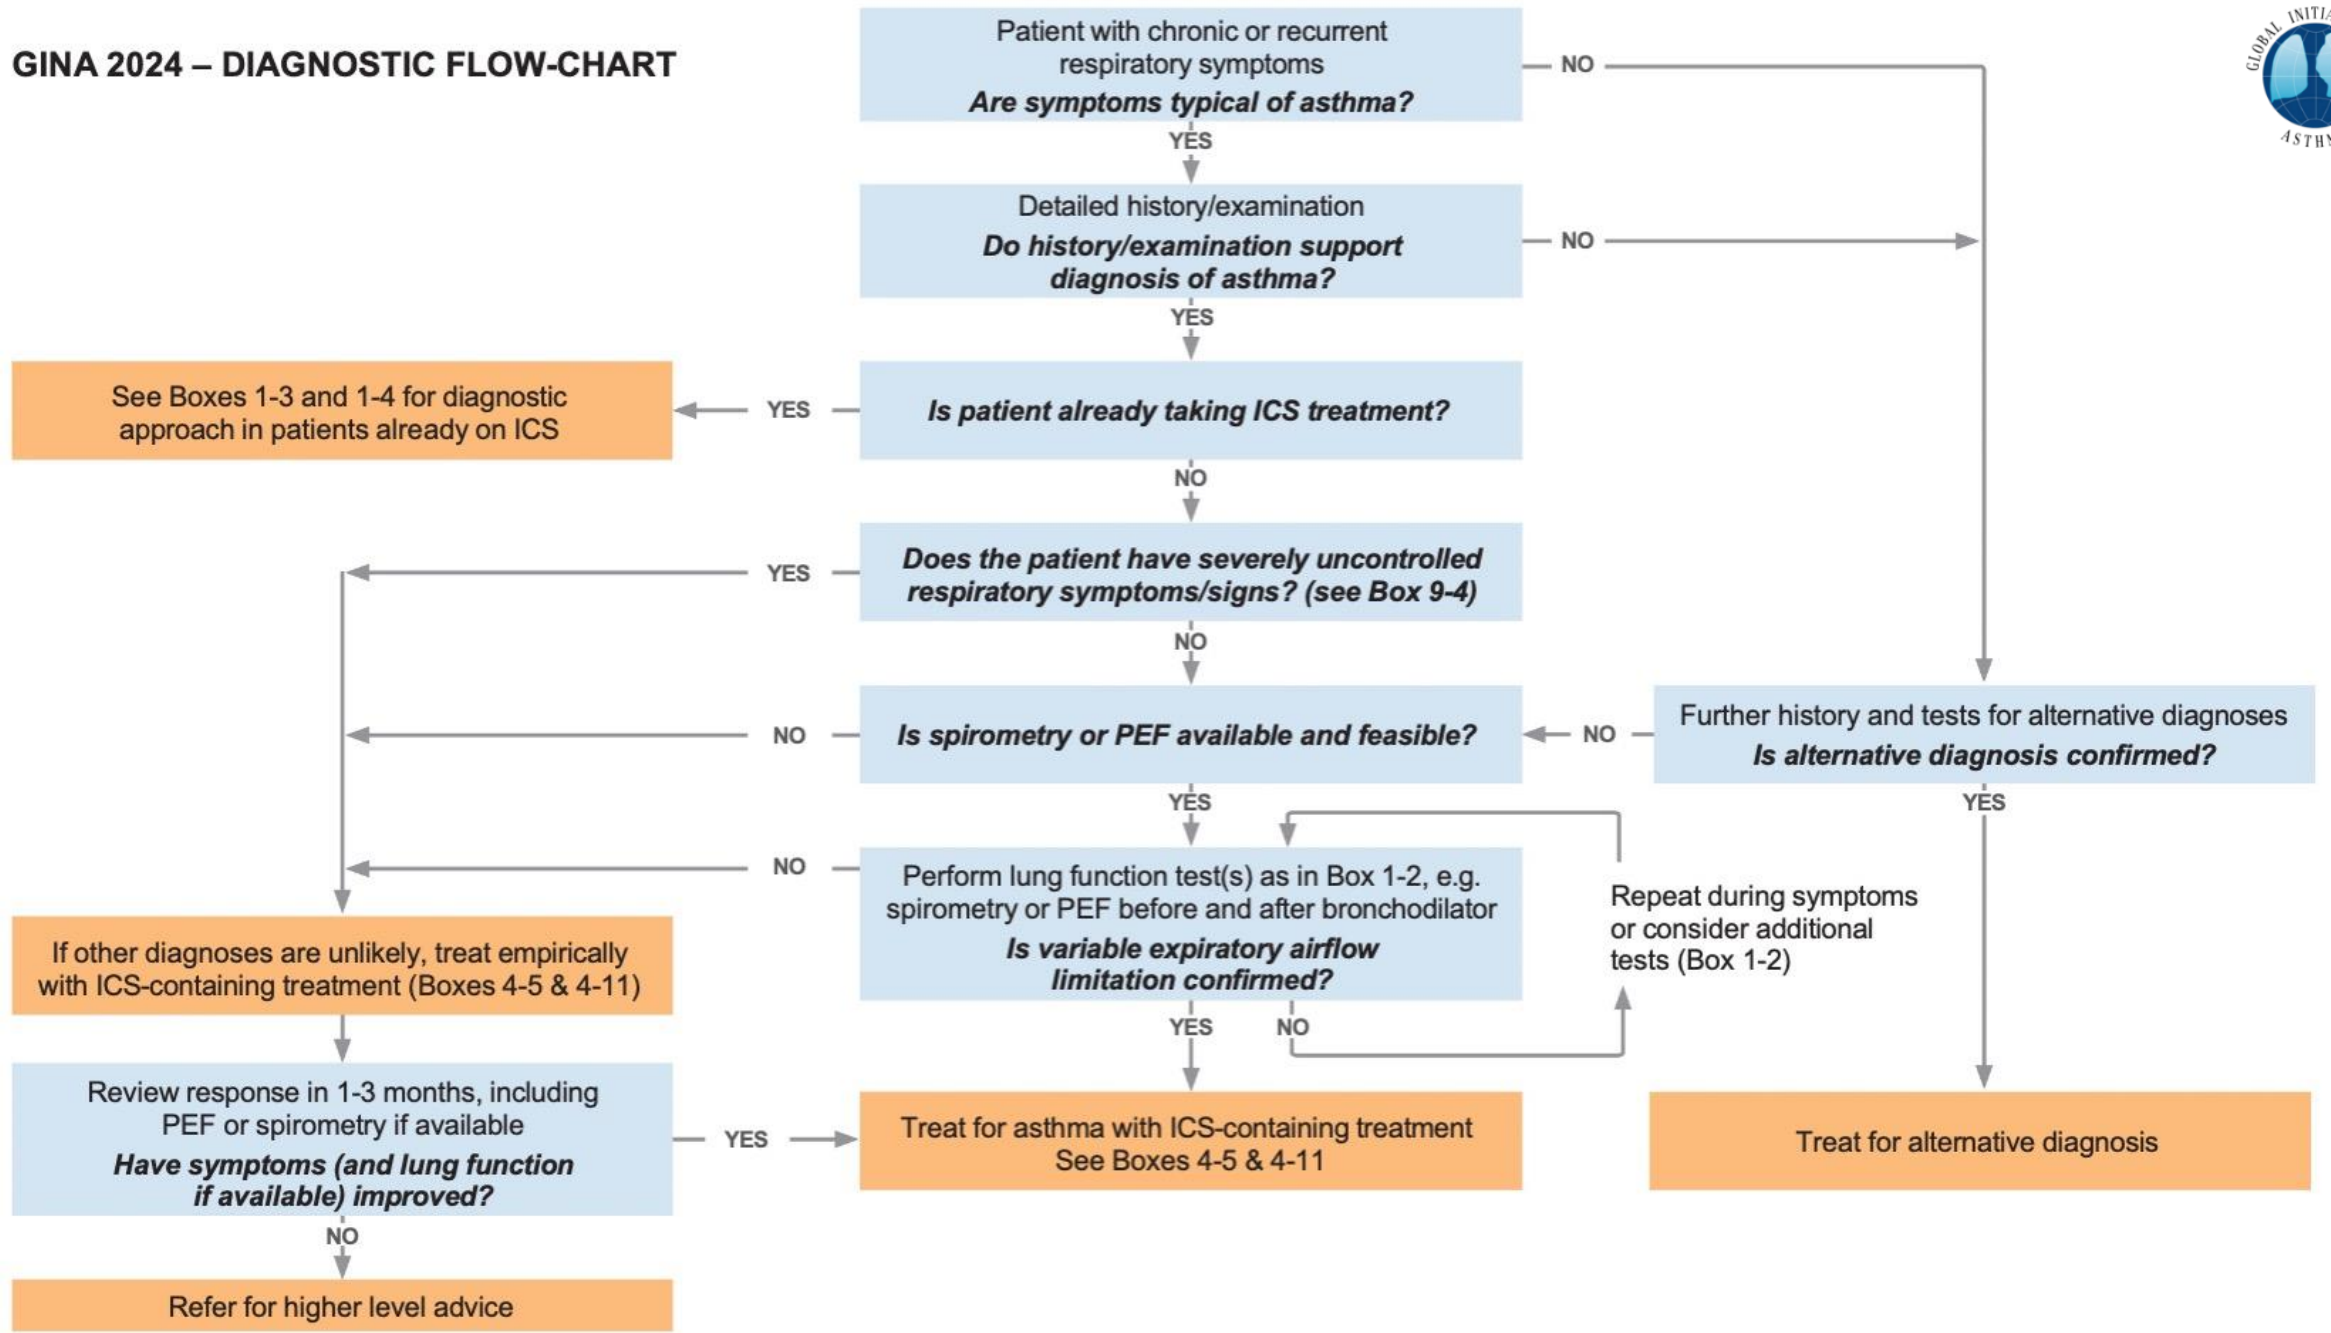 GINA 2024 – DIAGNOSTIC FLOW-CHART
GLOBAL INITIA
ASTHM
Patient with chronic or recurrent
respiratory symptoms
Are symptoms typical of asthma?
NO
YES
Detailed history/examination
Do history/examination support
diagnosis of asthma?
NO
YES
See Boxes 1-3 and 1-4 for diagnostic
approach in patients already on ICS
YES
Is patient already taking ICS treatment?
NO
YES
Does the patient have severely uncontrolled
respiratory symptoms/signs? (see Box 9-4)
NO
NO
Is spirometry or PEF available and feasible?
NO
Further history and tests for alternative diagnoses
Is alternative diagnosis confirmed?
YES
YES
NO
Perform lung function test(s) as in Box 1-2, e.g.
spirometry or PEF before and after bronchodilator
Is variable expiratory airflow
limitation confirmed?
Repeat during symptoms
or consider additional
tests (Box 1-2)
YES
NO
If other diagnoses are unlikely, treat empirically
with ICS-containing treatment (Boxes 4-5 & 4-11)
Review response in 1-3 months, including
PEF or spirometry if available
Have symptoms (and lung function
if available) improved?
YES
Treat for asthma with ICS-containing treatment
See Boxes 4-5 & 4-11
Treat for alternative diagnosis
NO
Refer for higher level advice